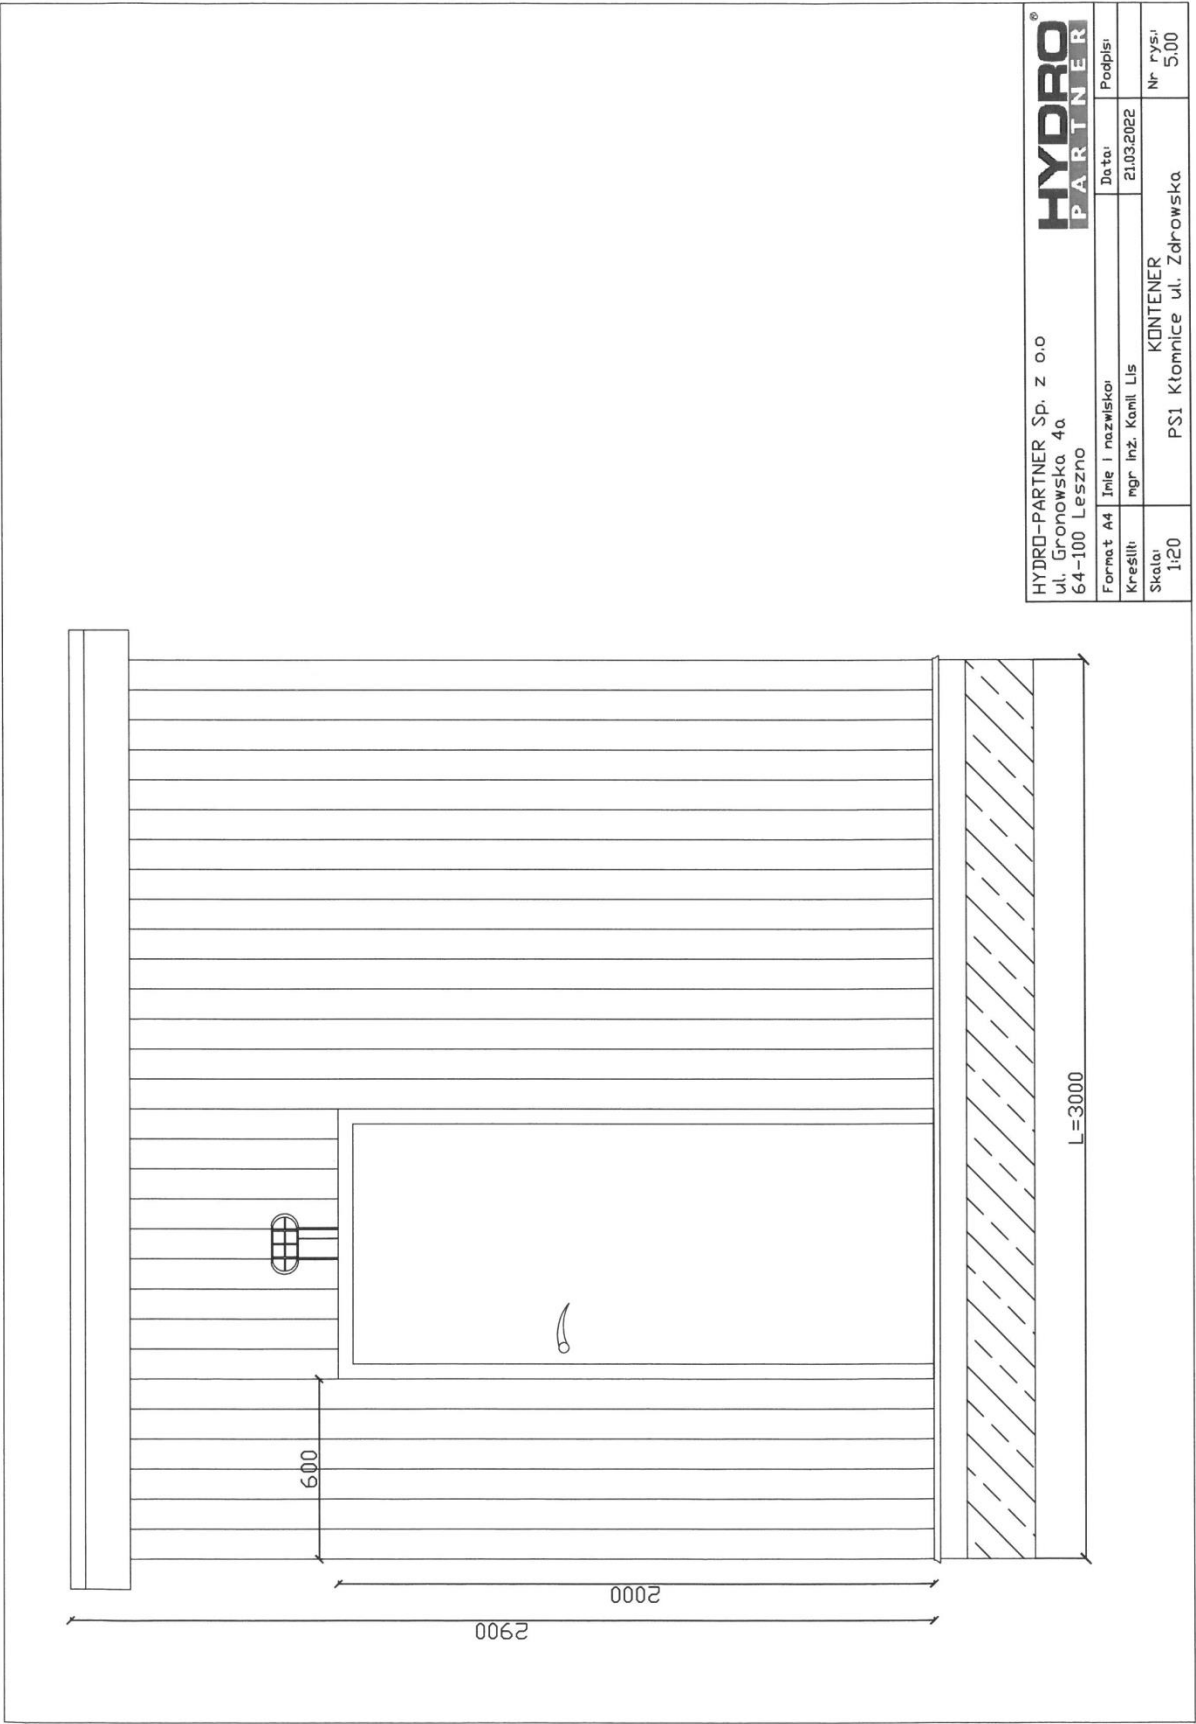 600
2000
2900
L=3000
HYDRO-PARTNER Sp. z o.o
ul. Gronowska 4a
64-100 Leszno
HYDRO®
PARTNER
Format A4 Imie i nazwisko: Data: Podpis:
Kreślił: mgr inż. Kamil Lis 21.03.2022
Skala: 1:20
KONTENER
PS1 Kłomnice ul. Zdrowska
Nr rys.: 5.00